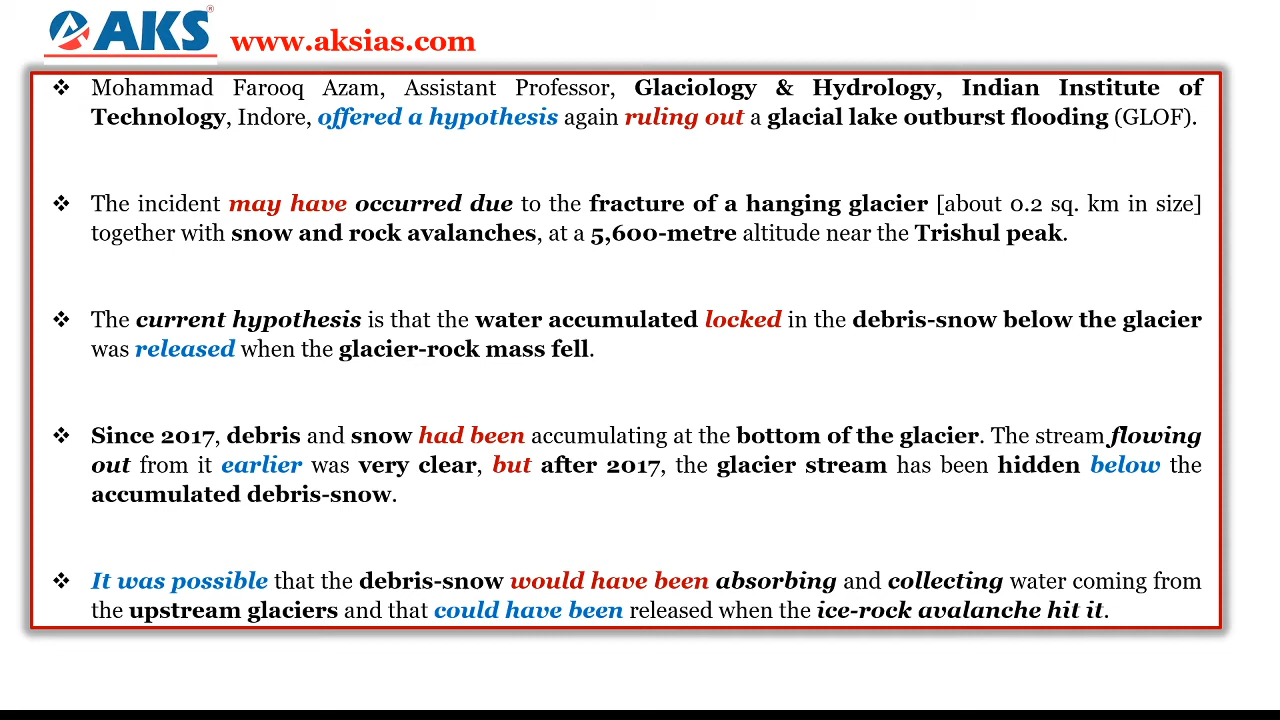 AKS®
www.aksias.com
❖ Mohammad Farooq Azam, Assistant Professor, Glaciology & Hydrology, Indian Institute of
Technology, Indore, offered a hypothesis again ruling out a glacial lake outburst flooding (GLOF).
❖ The incident may have occurred due to the fracture of a hanging glacier [about 0.2 sq. km in size]
together with snow and rock avalanches, at a 5,600-metre altitude near the Trishul peak.
❖ The current hypothesis is that the water accumulated locked in the debris-snow below the glacier
was released when the glacier-rock mass fell.
❖ Since 2017, debris and snow had been accumulating at the bottom of the glacier. The stream flowing
out from it earlier was very clear, but after 2017, the glacier stream has been hidden below the
accumulated debris-snow.
❖ It was possible that the debris-snow would have been absorbing and collecting water coming from
the upstream glaciers and that could have been released when the ice-rock avalanche hit it.